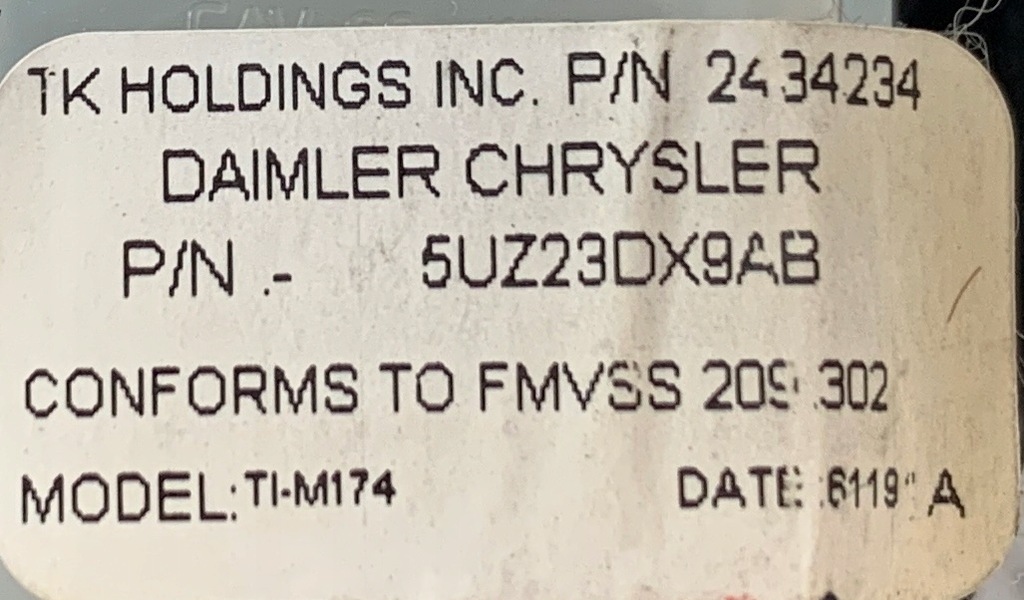 TK HOLDINGS INC. P/N 2434234
DAIMLER CHRYSLER
P/N .- 5UZ23DX9AB
CONFORMS TO FMVSS 209 302
MODEL: TI-M174
DATE: A